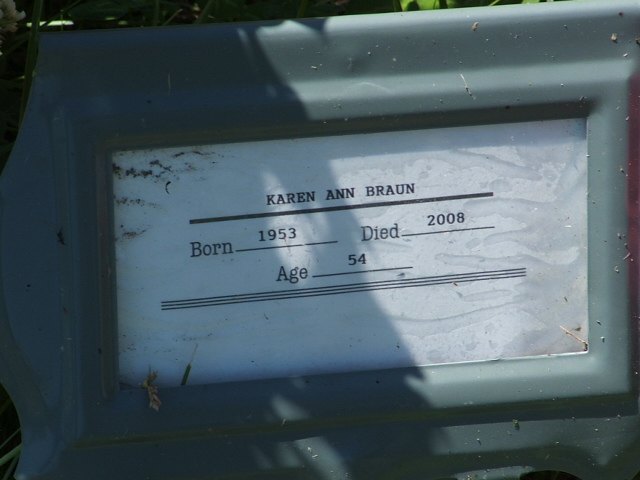 KAREN ANN BRAUN
Born 1953 Died 2008
Age 54